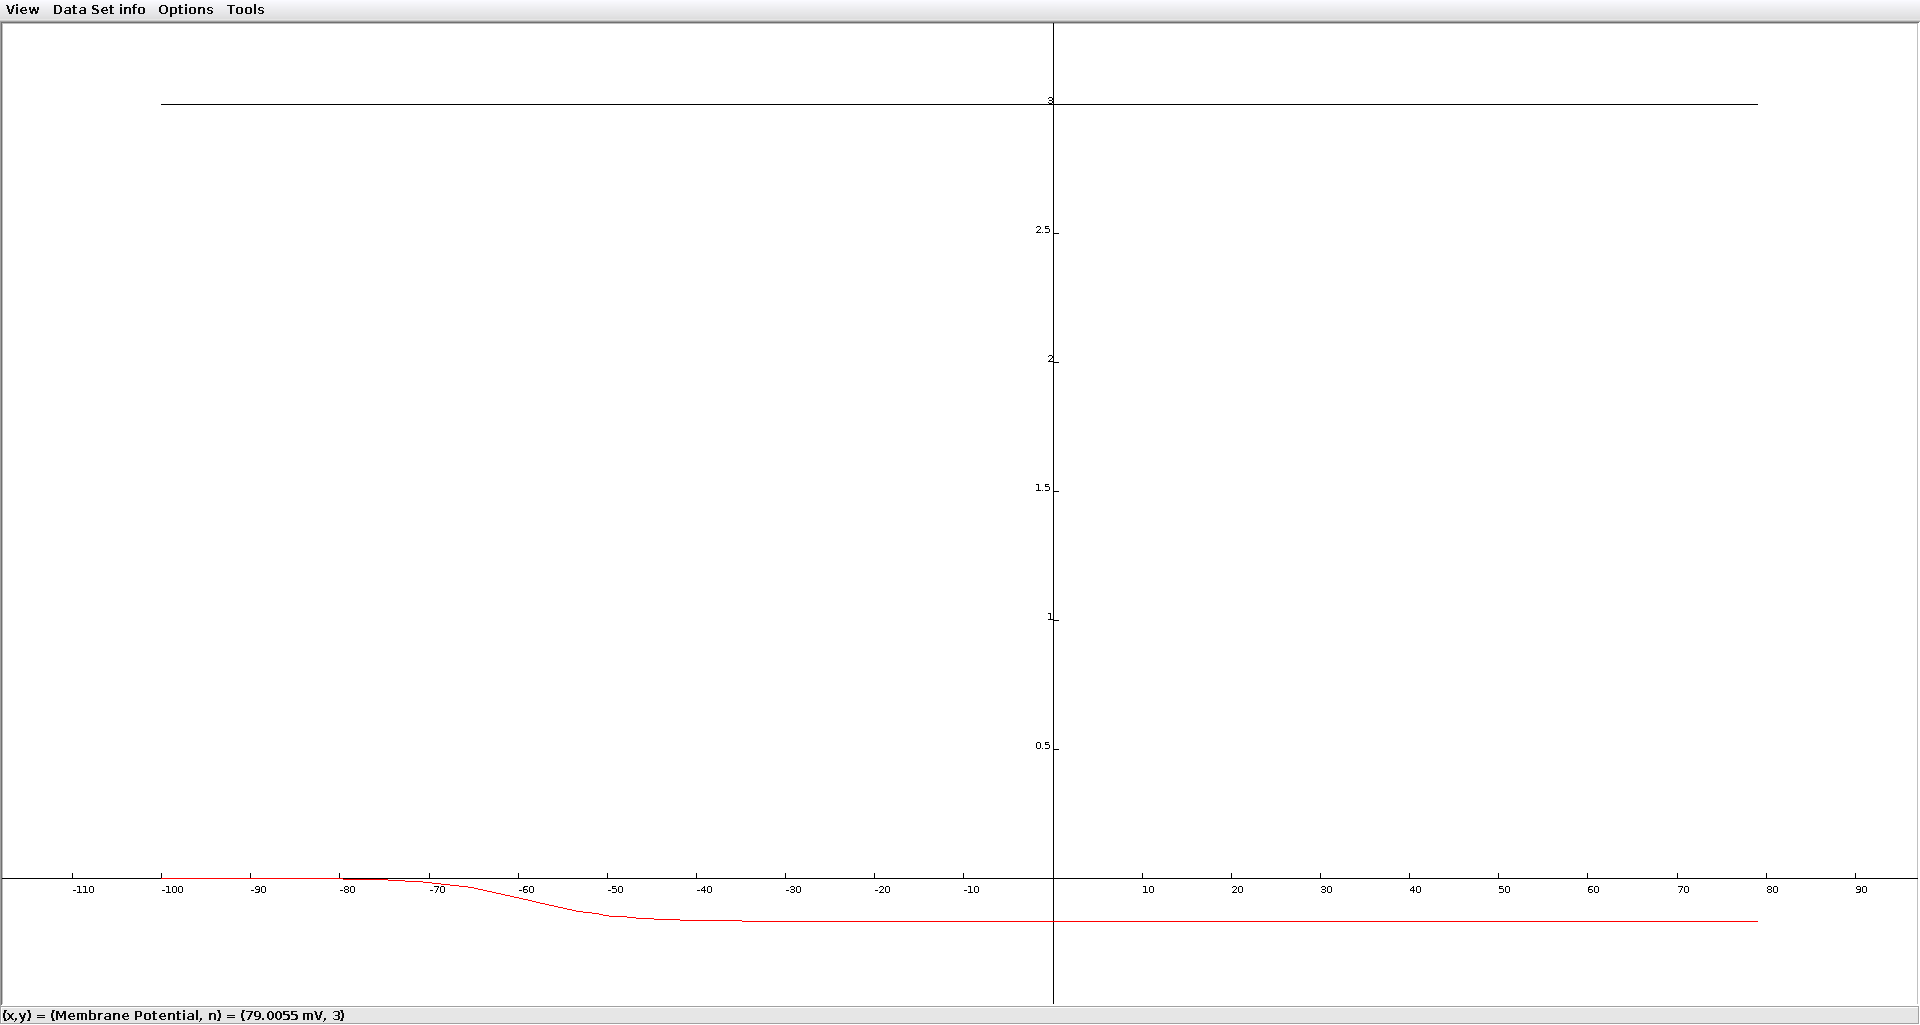 View Data Set info Options Tools
3
2.5
2
1.5
1
0.5
-110 -100 -90 -80 -70 -60 -50 -40 -30 -20 -10 10 20 30 40 50 60 70 80 90
(x,y) = (Membrane Potential, n) = (79.0055 mV, 3)